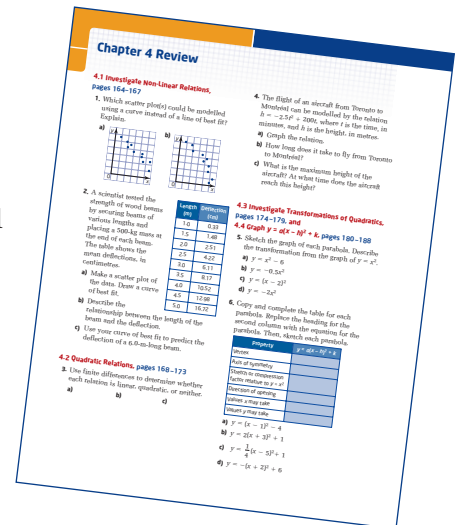 Chapter 4 Review
4.1 Investigate Non-Linear Relations,
pages 164–167
1. Which scatter plot(s) could be modelled
using a curve instead of a line of best fit?
Explain.
a)
y
x
b)
y
x
2. A scientist tested the
strength of wood beams
by securing beams of
various lengths and
placing a 500-kg mass at
the end of each beam.
The table shows the
mean deflections, in
centimetres.
a) Make a scatter plot of
the data. Draw a curve
of best fit.
b) Describe the
relationship between the length of the
beam and the deflection.
c) Use your curve of best fit to predict the
deflection of a 6.0-m-long beam.
Length (m) Deflection (cm)
1.0 0.33
1.5 1.48
2.0 2.51
2.5 4.22
3.0 6.11
3.5 8.17
4.0 10.52
4.5 12.98
5.0 16.72
4.2 Quadratic Relations, pages 168–173
3. Use finite differences to determine whether
each relation is linear, quadratic, or neither.
a) b) c)
4. The flight of an aircraft from Toronto to
Montréal can be modelled by the relation
h = −2.5t² + 200t, where t is the time, in
minutes, and h is the height, in metres.
a) Graph the relation.
b) How long does it take to fly from Toronto
to Montréal?
c) What is the maximum height of the
aircraft? At what time does the aircraft
reach this height?
4.3 Investigate Transformations of Quadratics,
pages 174–179, and
4.4 Graph y = a(x − h)² + k, pages 180–188
5. Sketch the graph of each parabola. Describe
the transformation from the graph of y = x².
a) y = x² − 6
b) y = −0.5x²
c) y = (x − 2)²
d) y = −2x²
6. Copy and complete the table for each
parabola. Replace the heading for the
second column with the equation for the
parabola. Then, sketch each parabola.
Property y = a(x − h)² + k
Vertex
Axis of symmetry
Stretch or compression
factor relative to y = x²
Direction of opening
Values x may take
Values y may take
a) y = (x − 1)² − 4
b) y = 2(x + 3)² + 1
c) y = 1/4(x − 5)² + 1
d) y = −(x + 2)² + 6